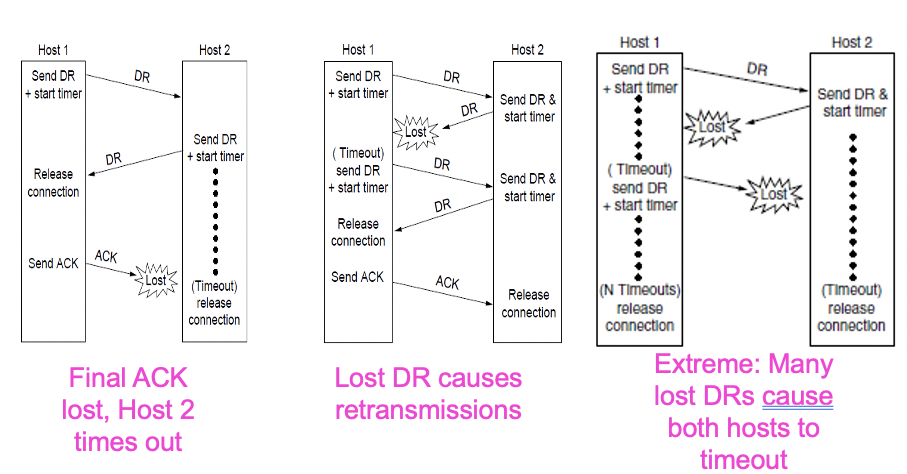 Host 1
Host 2
Send DR
+ start timer
DR
Send DR
+ start timer
DR
Release
connection
Send ACK
ACK
Lost
(Timeout)
release
connection
Final ACK
lost, Host 2
times out
Host 1
Host 2
Send DR
+ start timer
DR
Send DR &
start timer
DR
Lost
( Timeout)
send DR
+ start timer
DR
Send DR &
start timer
DR
Release
connection
Send ACK
ACK
Release
connection
Lost DR causes
retransmissions
Host 1
Host 2
Send DR
+ start timer
DR
Send DR &
start timer
Lost
( Timeout)
send DR
+ start timer
Lost
(N Timeouts)
release
connection
(Timeout)
release
connection
Extreme: Many
lost DRs cause
both hosts to
timeout